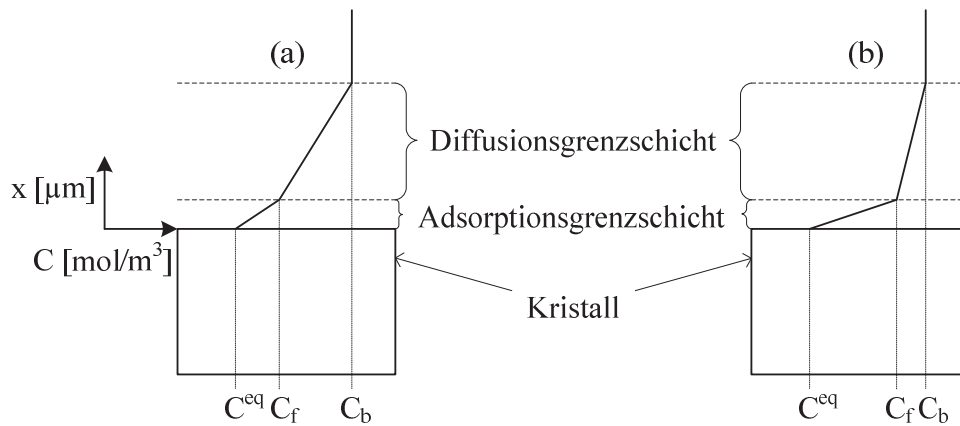 (a)
(b)
Diffusionsgrenzschicht
x [µm]
Adsorptionsgrenzschicht
C [mol/m³]
Kristall
C^eq C_f C_b
C^eq C_f C_b